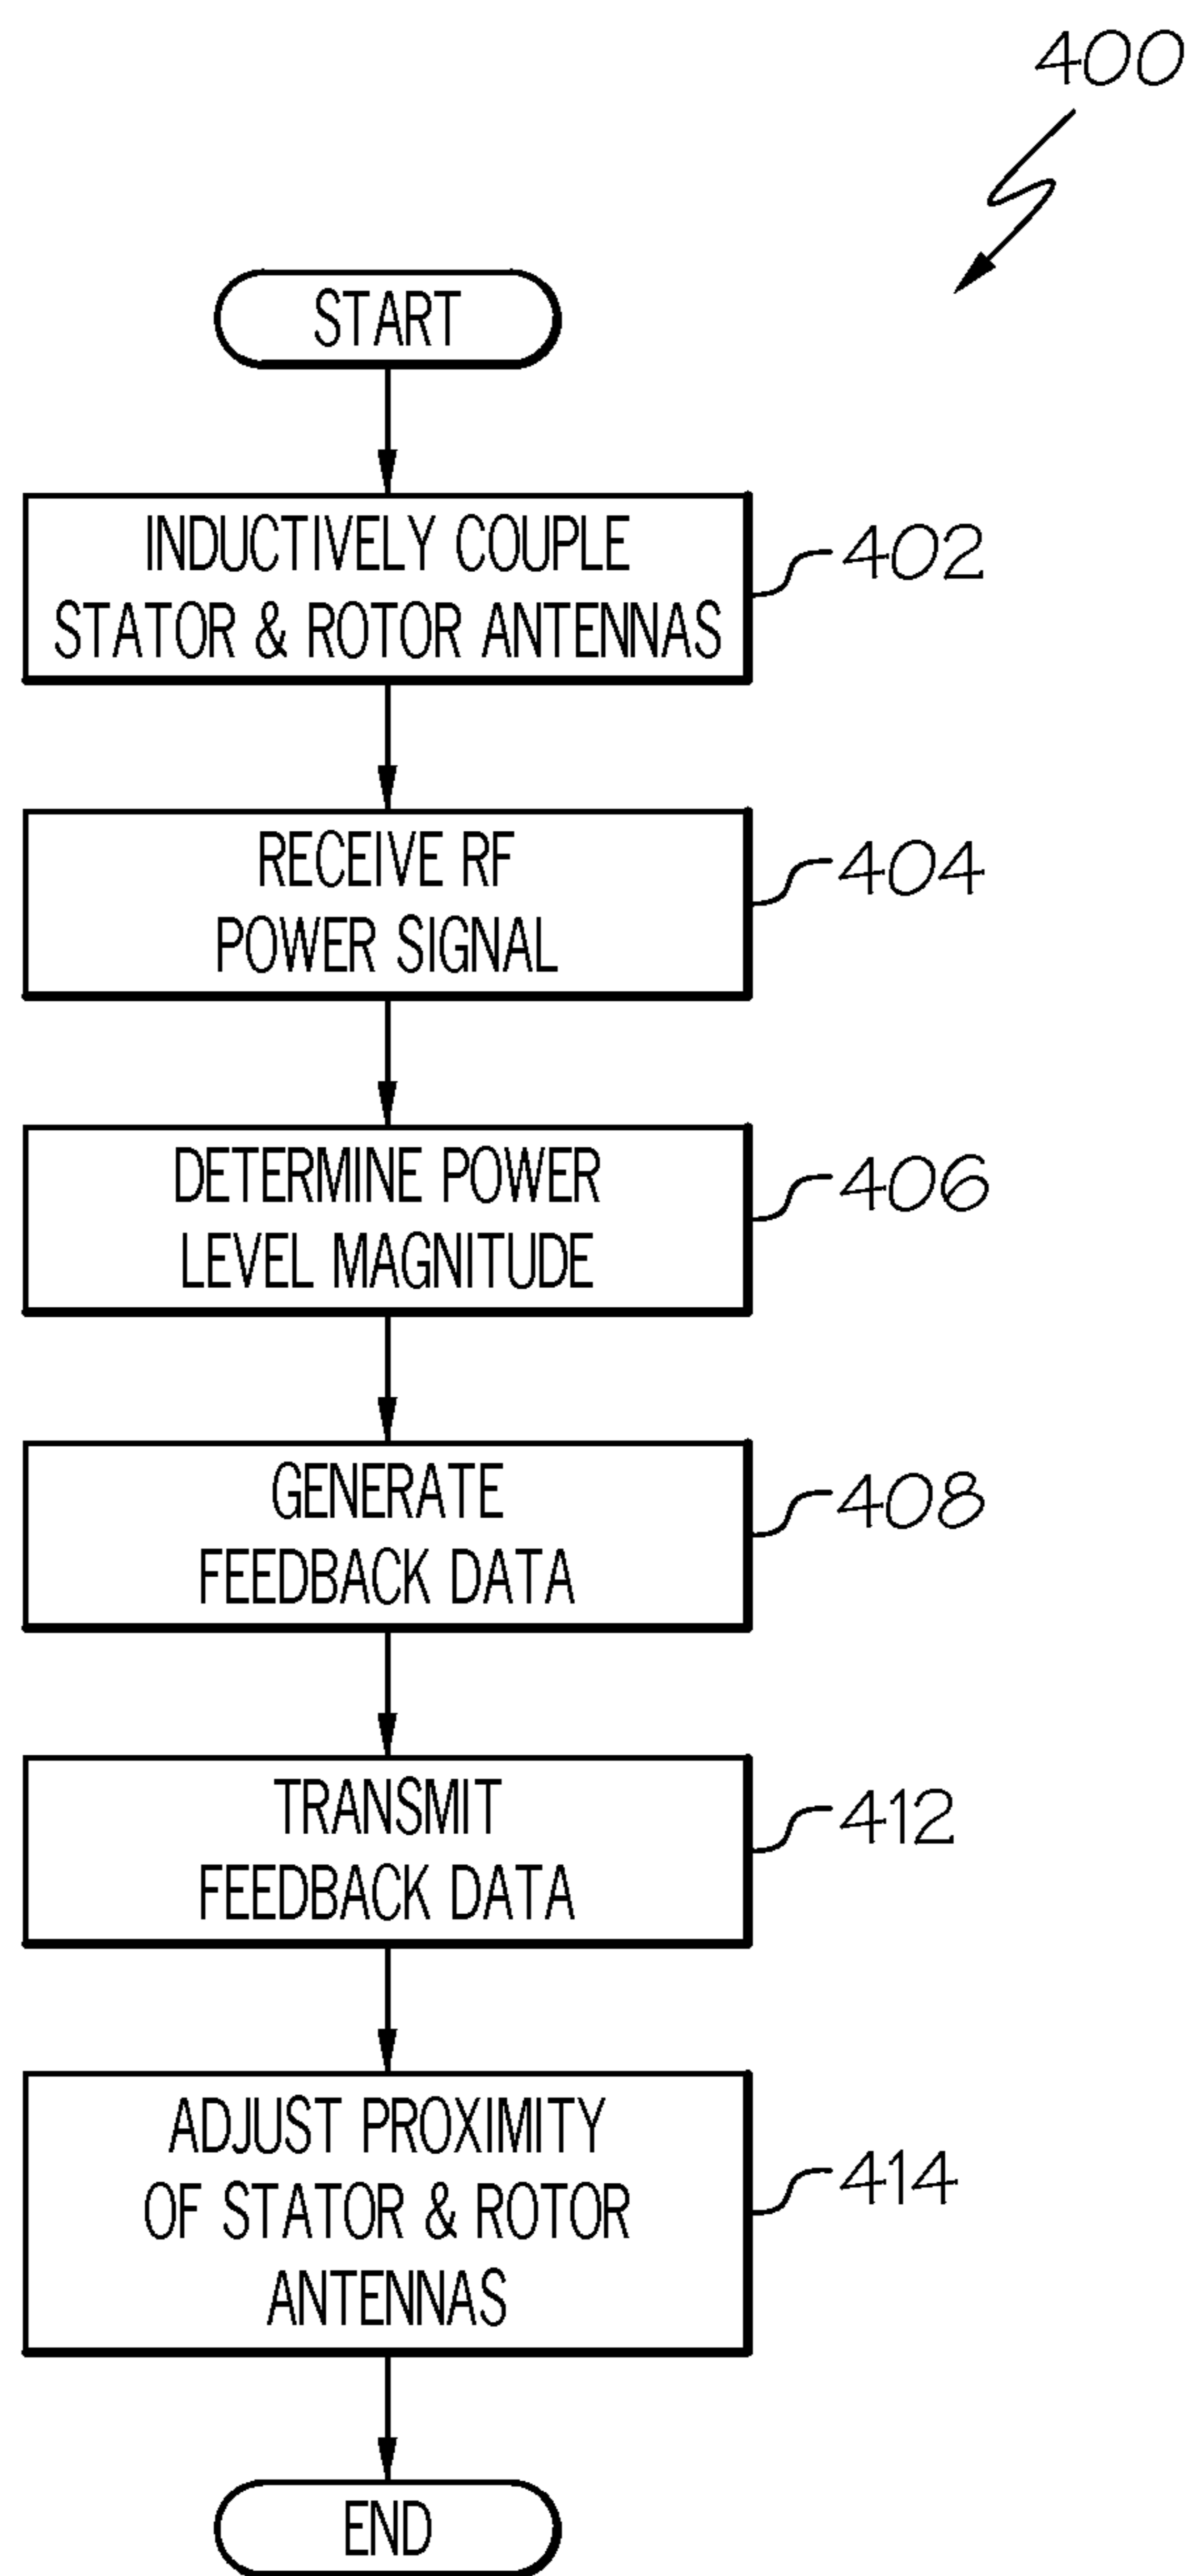 400
START
INDUCTIVELY COUPLE
STATOR & ROTOR ANTENNAS
402
RECEIVE RF
POWER SIGNAL
404
DETERMINE POWER
LEVEL MAGNITUDE
406
GENERATE
FEEDBACK DATA
408
TRANSMIT
FEEDBACK DATA
412
ADJUST PROXIMITY
OF STATOR & ROTOR
ANTENNAS
414
END